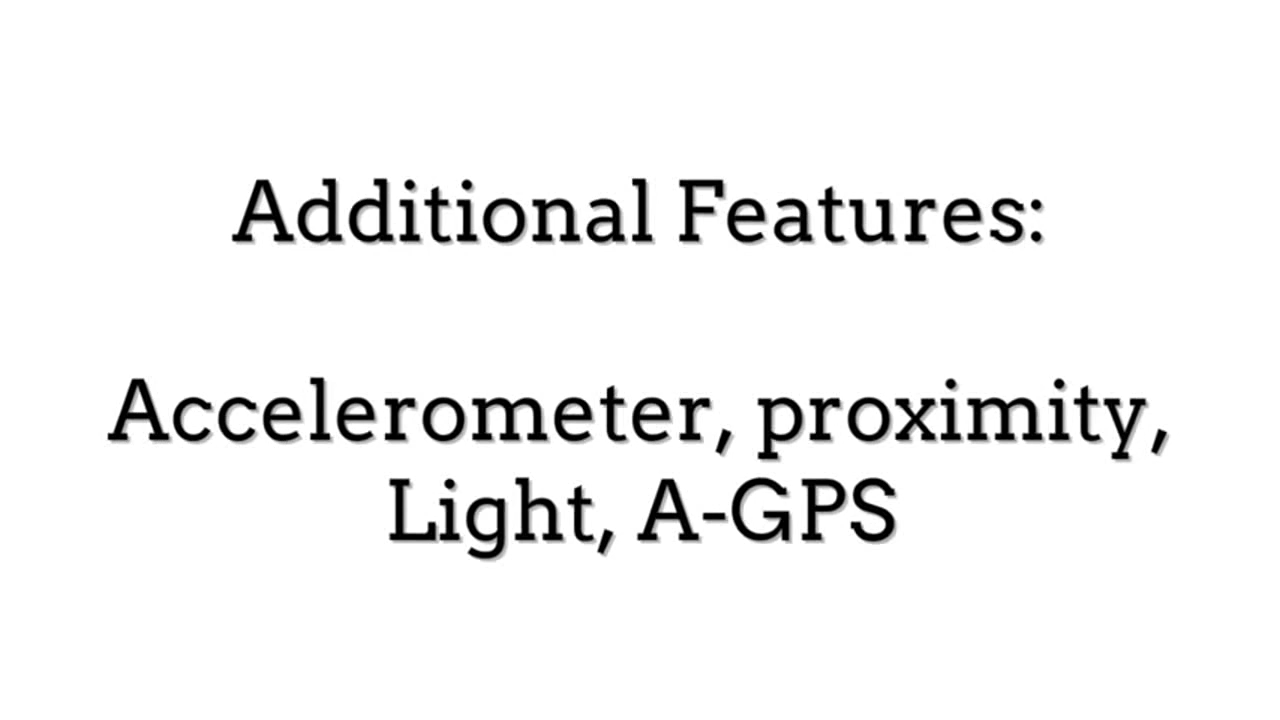 Additional Features:
Accelerometer, proximity,
Light, A-GPS